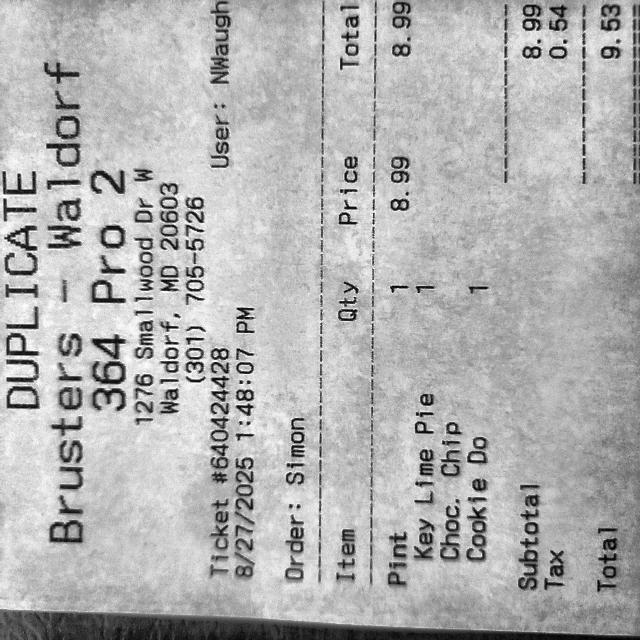 DUPLICATE
Brusters - Waldorf
364 Pro 2
1276 Smallwood Dr W
Waldorf, MD 20603
(301) 705-5726
Ticket #640424428
8/27/2025 1:48:07 PM User: NWaugh
Order: Simon
Item Qty Price Total
Pint 1 8.99 8.99
Key Lime Pie 1
Choc. Chip
Cookie Do 1
Subtotal 8.99
Tax 0.54
Total 9.53